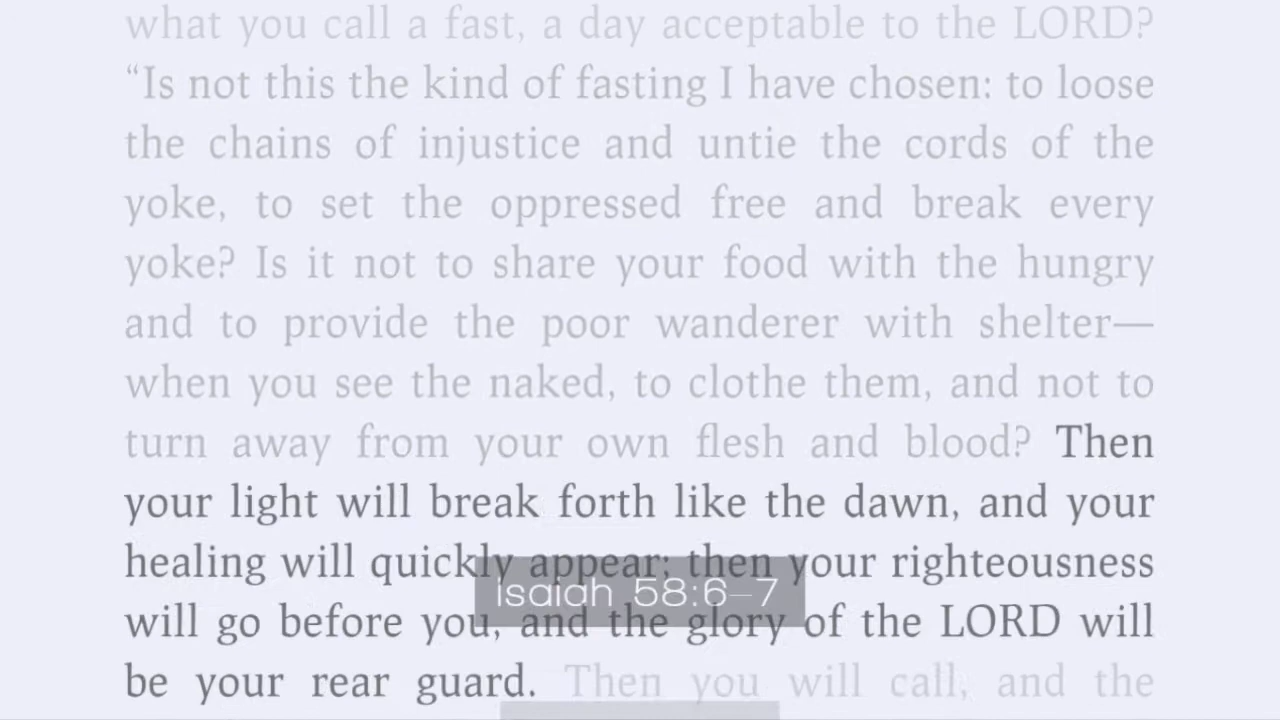 what you call a fast, a day acceptable to the LORD?
“Is not this the kind of fasting I have chosen: to loose
the chains of injustice and untie the cords of the
yoke, to set the oppressed free and break every
yoke? Is it not to share your food with the hungry
and to provide the poor wanderer with shelter—
when you see the naked, to clothe them, and not to
turn away from your own flesh and blood? Then
your light will break forth like the dawn, and your
healing will quickly appear; then your righteousness
Isaiah 58:6–7
will go before you, and the glory of the LORD will
be your rear guard. Then you will call, and the